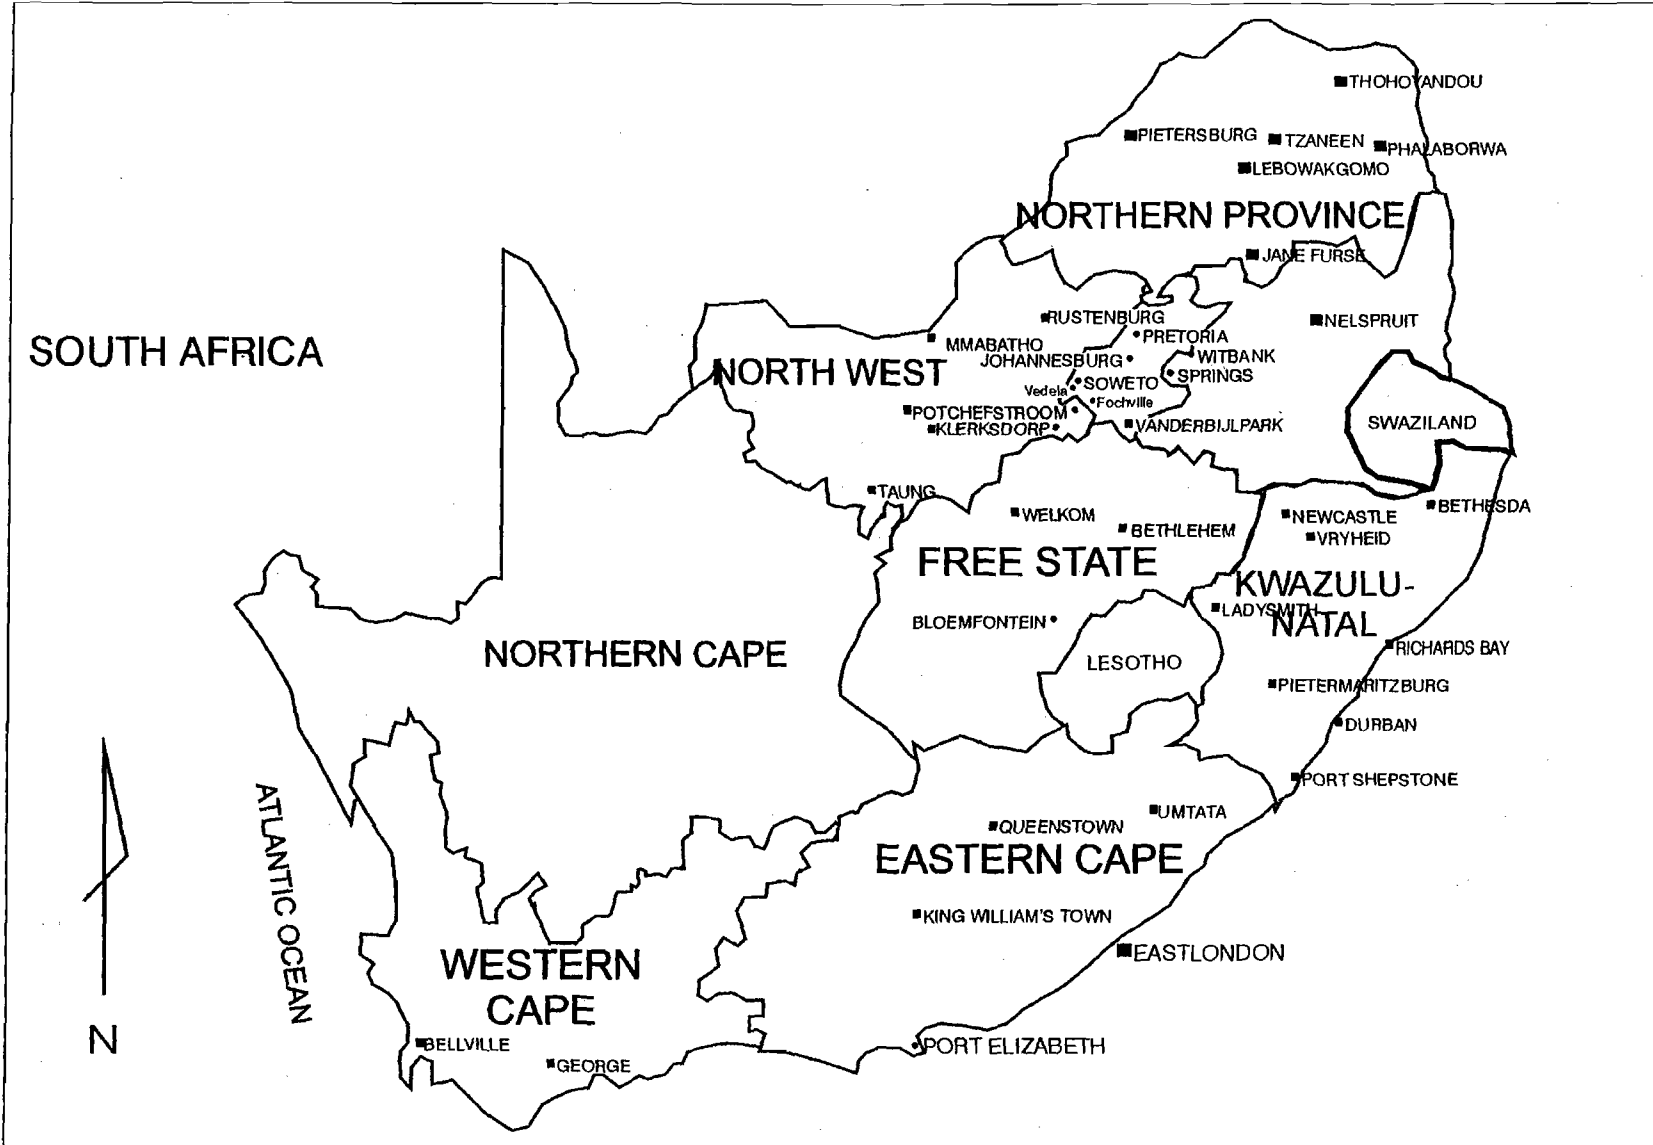 THOHOYANDOU
PIETERSBURG
TZANEEN
PHALABORWA
LEBOWAKGOMO
NORTHERN PROVINCE
JANE FURSE
RUSTENBURG
NELSPRUIT
PRETORIA
MMABATHO
SOUTH AFRICA
JOHANNESBURG
WITBANK
NORTH WEST
SPRINGS
SOWETO
Vedela
Fochville
POTCHEFSTROOM
KLERKSDORP
VANDERBIJLPARK
SWAZILAND
TAUNG
BETHESDA
WELKOM
NEWCASTLE
BETHLEHEM
VRYHEID
FREE STATE
KWAZULU-
NATAL
LADYSMITH
BLOEMFONTEIN
NORTHERN CAPE
LESOTHO
RICHARDS BAY
PIETERMARITZBURG
DURBAN
PORT SHEPSTONE
UMTATA
QUEENSTOWN
EASTERN CAPE
ATLANTIC OCEAN
KING WILLIAM'S TOWN
EASTLONDON
WESTERN
CAPE
N
BELLVILLE
GEORGE
PORT ELIZABETH